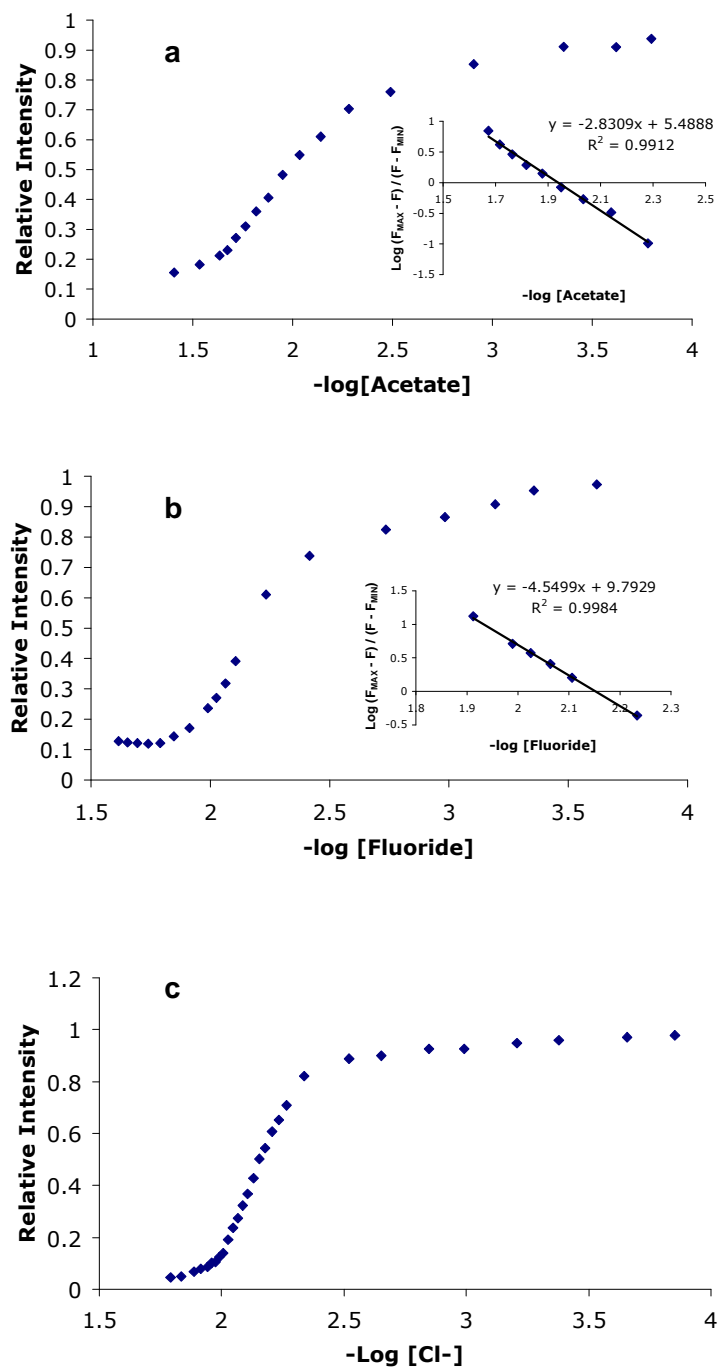 a
Relative Intensity
1
0.9
0.8
0.7
0.6
0.5
0.4
0.3
0.2
0.1
0
1 1.5 2 2.5 3 3.5 4
-log[Acetate]
y = -2.8309x + 5.4888
R² = 0.9912
Log (F_MAX - F) / (F - F_MIN)
1
0.5
0
-0.5
-1
-1.5
1.5 1.7 1.9 2.1 2.3 2.5
-log [Acetate]
b
Relative Intensity
1
0.9
0.8
0.7
0.6
0.5
0.4
0.3
0.2
0.1
0
1.5 2 2.5 3 3.5 4
-log [Fluoride]
y = -4.5499x + 9.7929
R² = 0.9984
Log (F_MAX - F) / (F - F_MIN)
1.5
1
0.5
0
-0.5
1.8 1.9 2 2.1 2.2 2.3
-log [Fluoride]
c
Relative Intensity
1.2
1
0.8
0.6
0.4
0.2
0
1.5 2 2.5 3 3.5 4
-Log [Cl-]